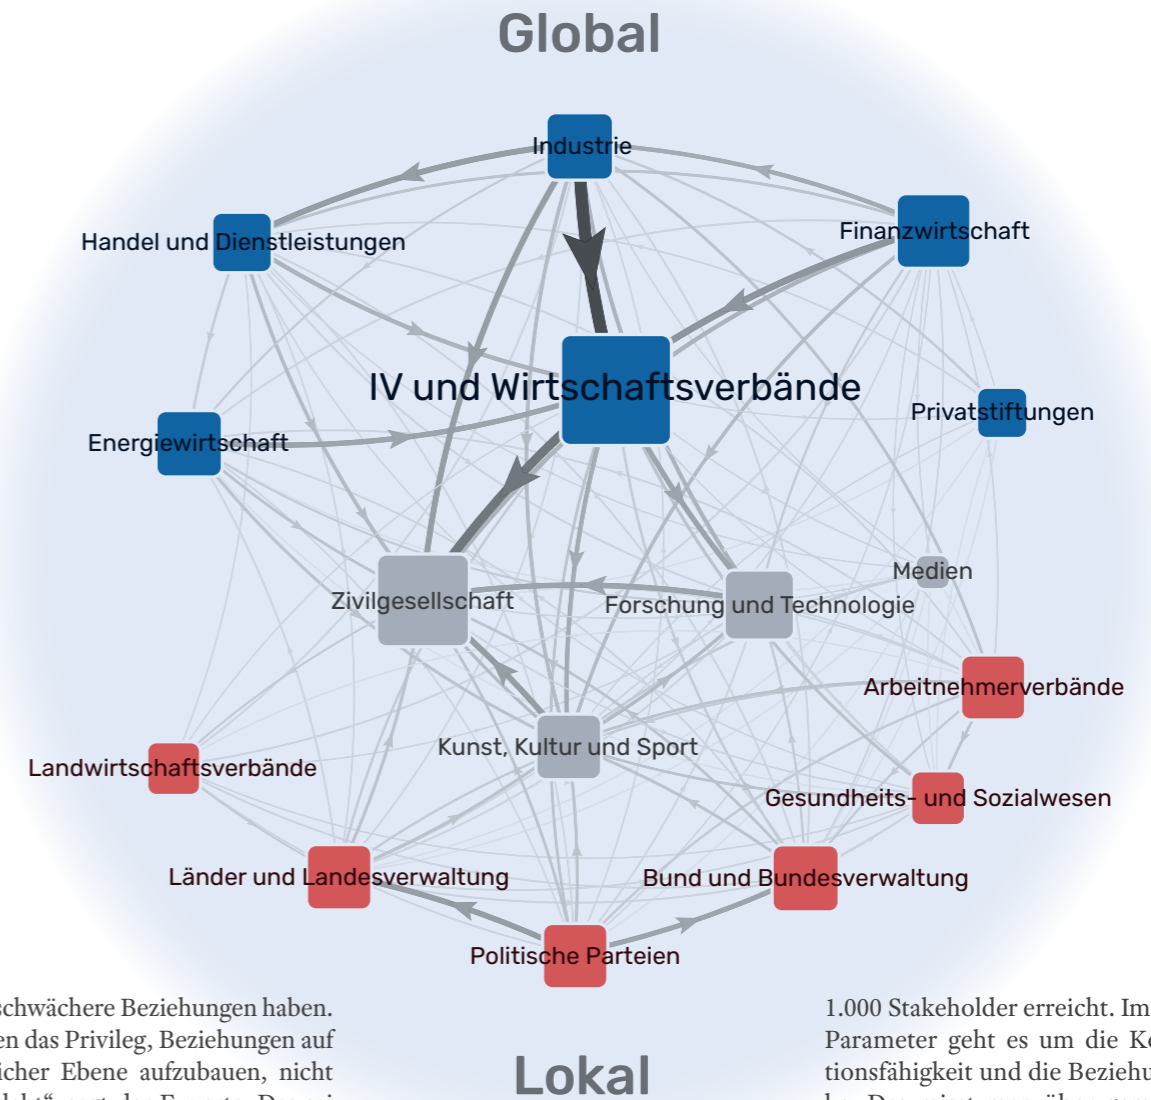 Global
Industrie
Finanzwirtschaft
Handel und Dienstleistungen
IV und Wirtschaftsverbände
Privatstiftungen
Energiewirtschaft
Medien
Zivilgesellschaft
Forschung und Technologie
Arbeitnehmerverbände
Kunst, Kultur und Sport
Landwirtschaftsverbände
Gesundheits- und Sozialwesen
Länder und Landesverwaltung
Bund und Bundesverwaltung
Politische Parteien
schwächere Beziehungen haben.
en das Privileg, Beziehungen auf
icher Ebene aufzubauen, nicht
Lokal
1.000 Stakeholder erreicht. Im
Parameter geht es um die Ko
tionsfähigkeit und die Beziehu